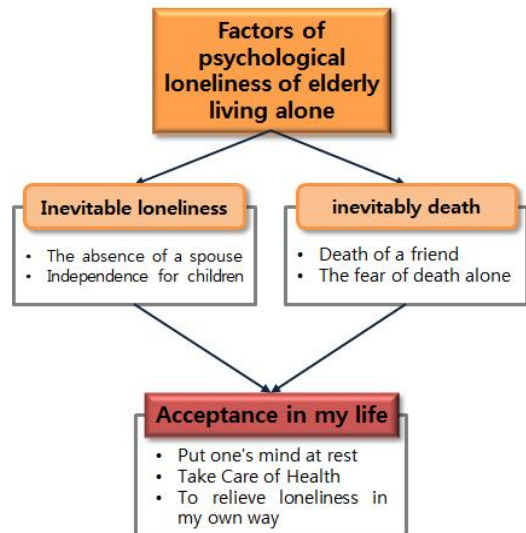 Factors of
psychological
loneliness of elderly
living alone
Inevitable loneliness
• The absence of a spouse
• Independence for children
inevitably death
• Death of a friend
• The fear of death alone
Acceptance in my life
• Put one's mind at rest
• Take Care of Health
• To relieve loneliness in
my own way